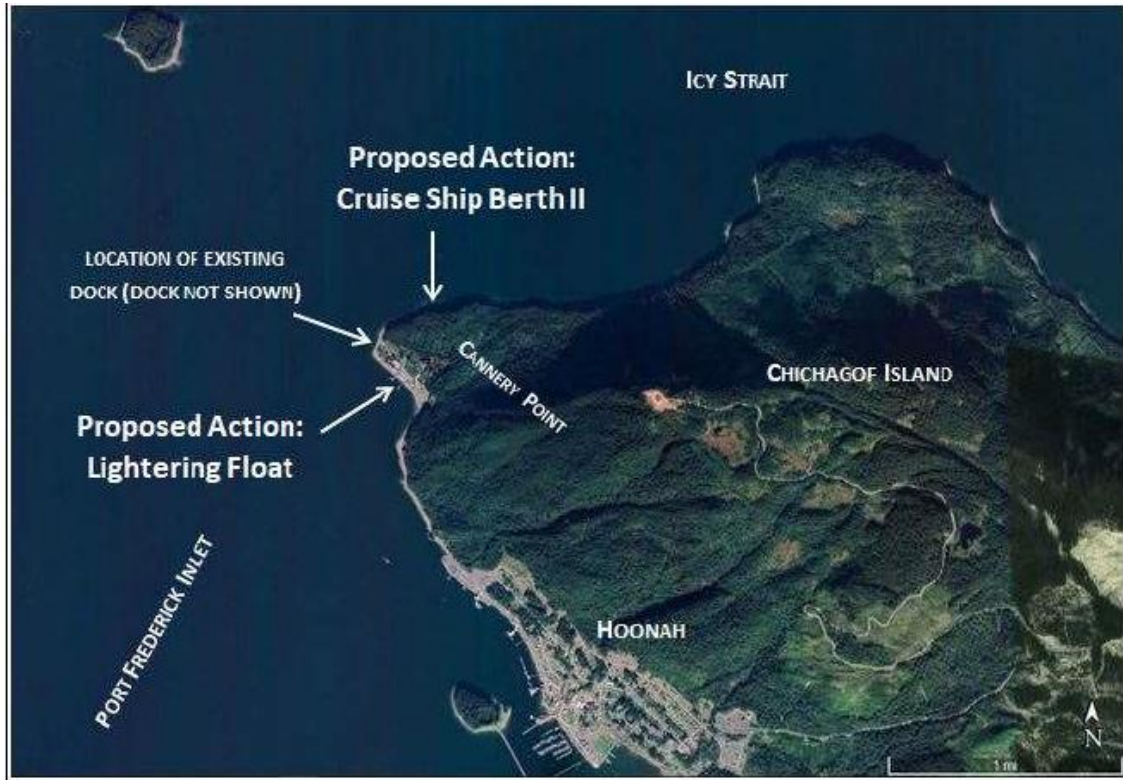 ICY STRAIT
Proposed Action:
Cruise Ship Berth II
LOCATION OF EXISTING
DOCK (DOCK NOT SHOWN)
CANNERY POINT
CHICHAGOF ISLAND
Proposed Action:
Lightering Float
PORT FREDERICK INLET
HOONAH
N
1 mi